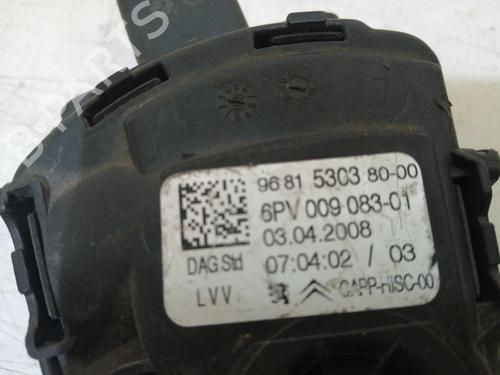 96 81 5303 80-00
6PV 009 083-01
03.04.2008
DAG.Std 07:04:02 / 03
LVV CAPP-HISC-00
PARTS